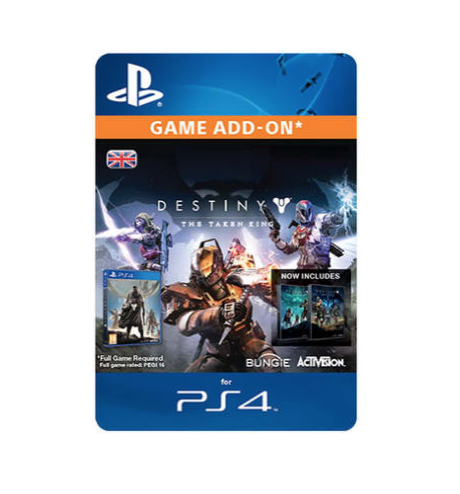 GAME ADD-ON*
DESTINY
THE TAKEN KING
PS4
NOW INCLUDES
*Full Game Required
Full game rated: PEGI 16
BUNGIE ACTIVISION
for
PS4